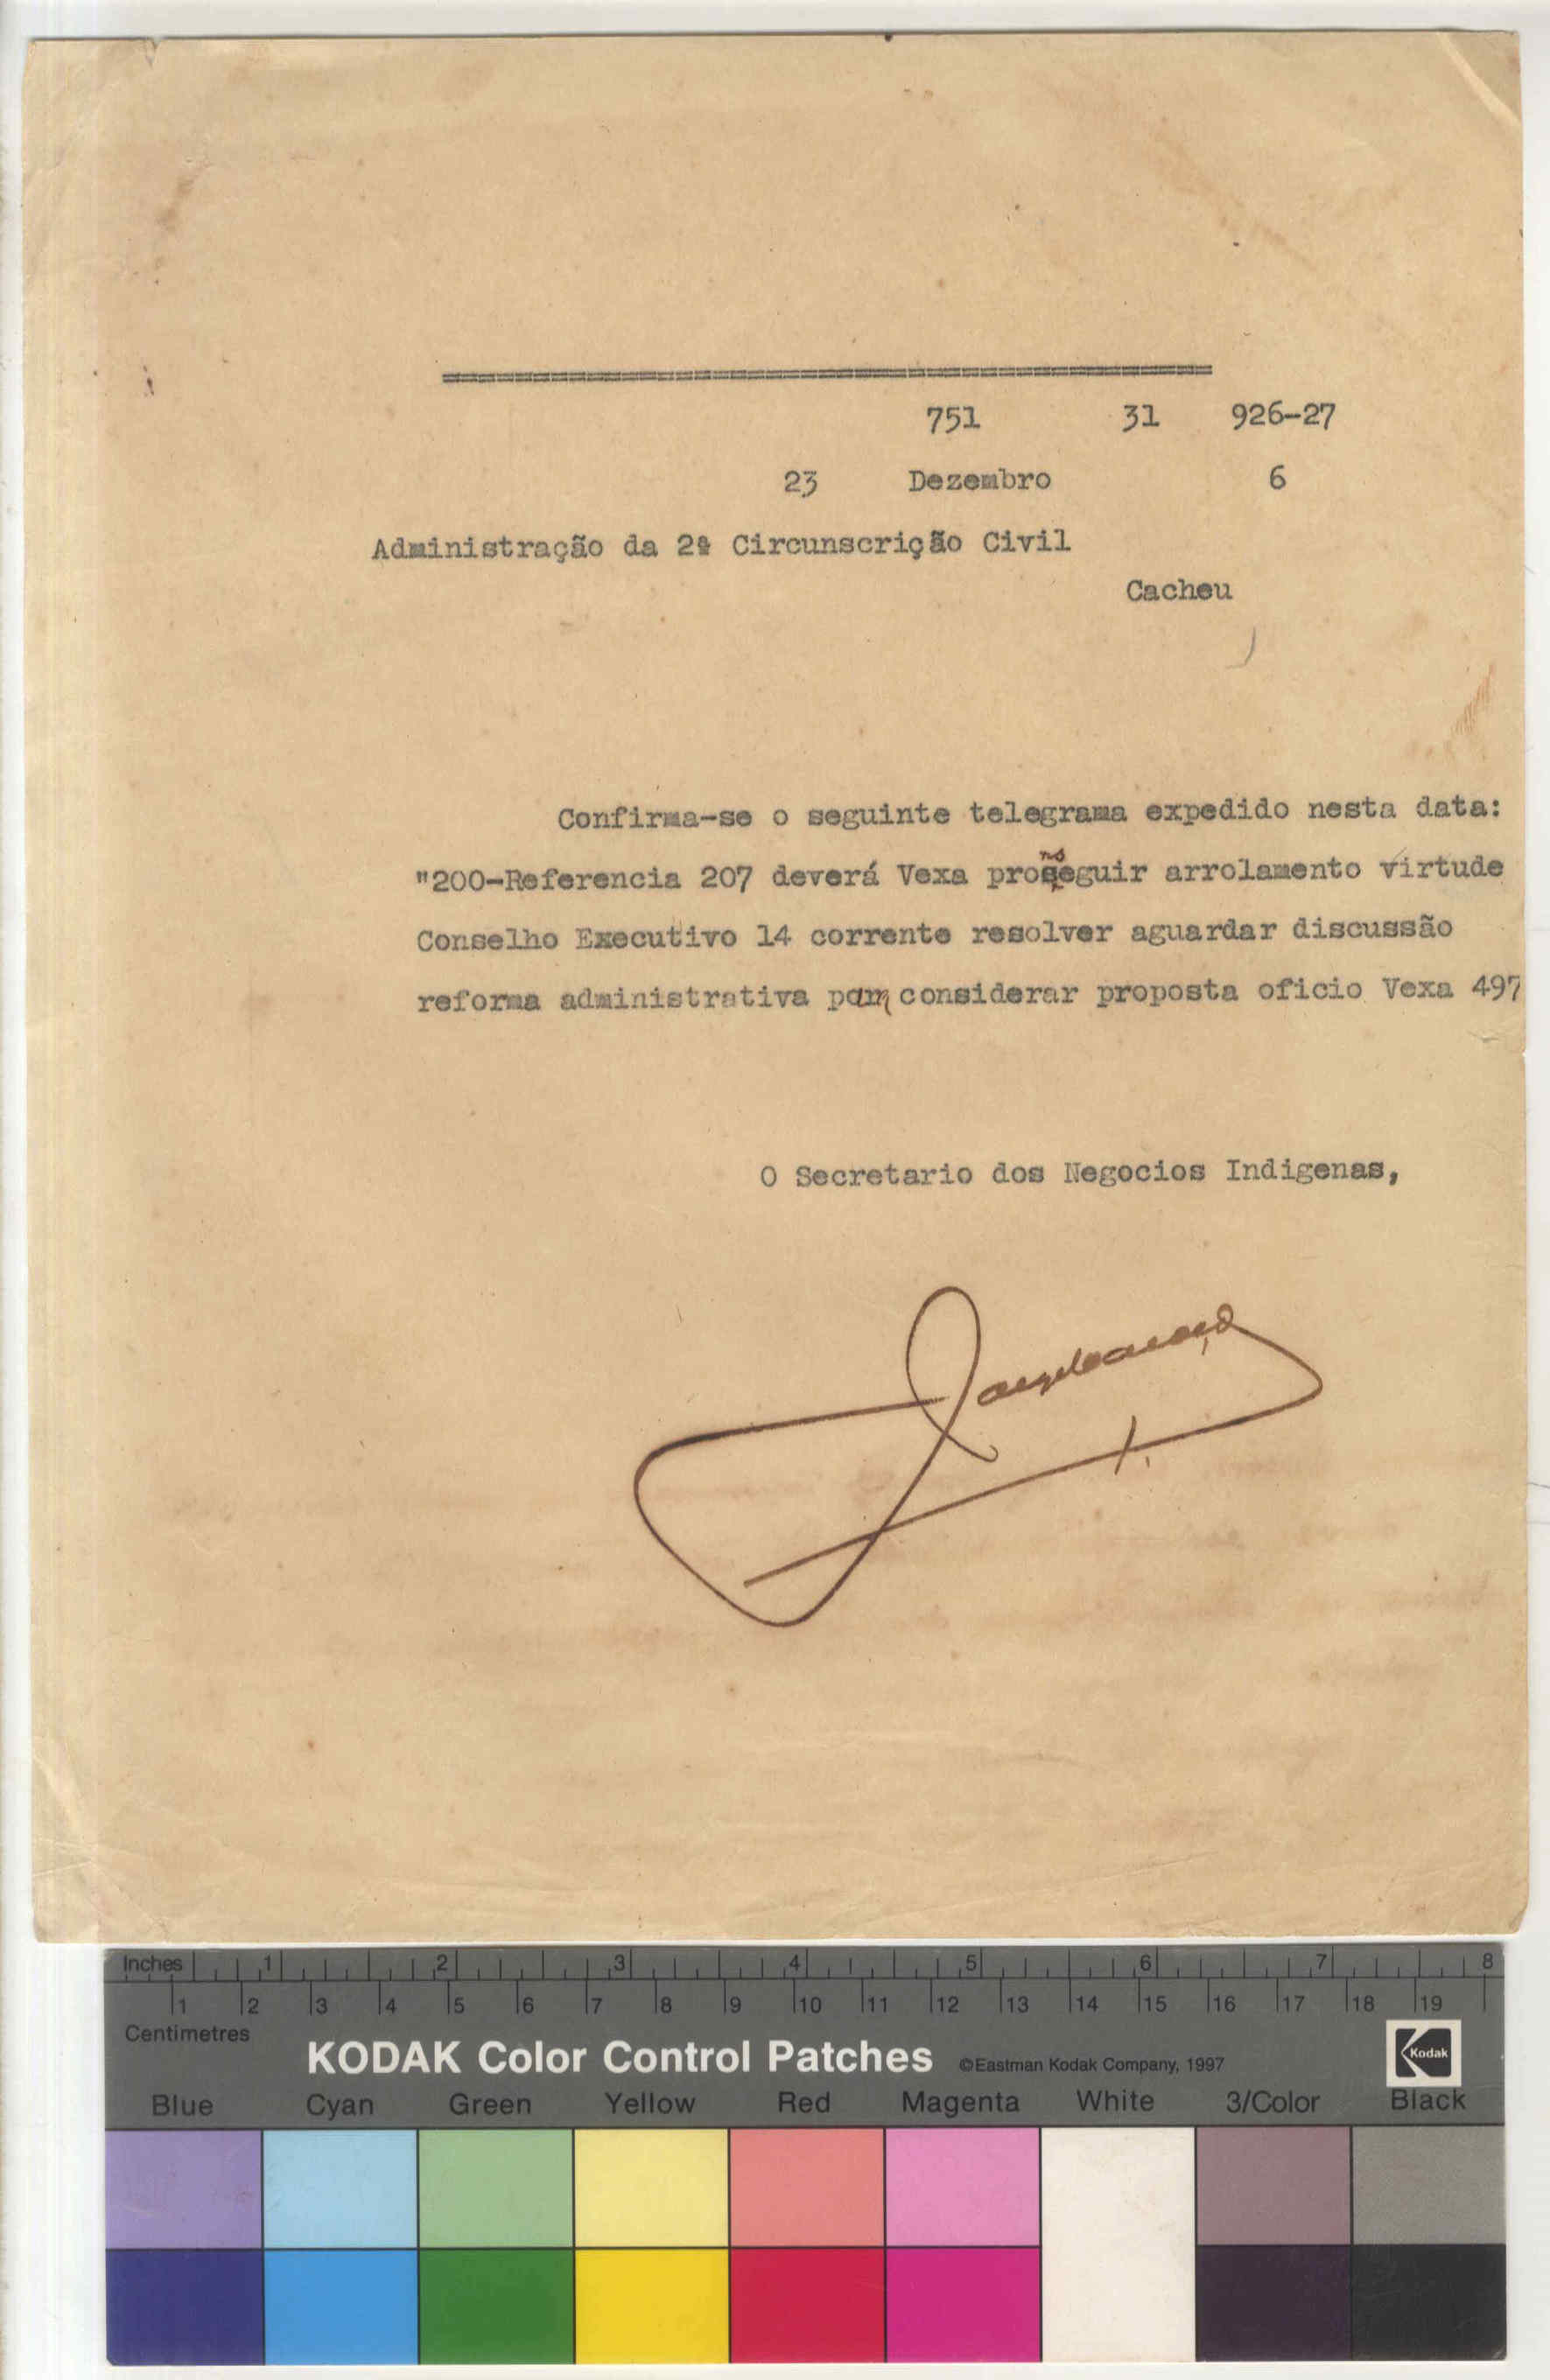 751 31 926-27
23 Dezembro 6
Administração da 2ª Circunscrição Civil
Cacheu
Confirma-se o seguinte telegrama expedido nesta data:
"200-Referencia 207 deverá Vexa proseguir arrolamento virtude
Conselho Executivo 14 corrente resolver aguardar discussão
reforma administrativa para considerar proposta oficio Vexa 497
O Secretario dos Negocios Indigenas,
Inches 1 2 3 4 5 6 7 8
1 2 3 4 5 6 7 8 9 10 11 12 13 14 15 16 17 18 19
Centimetres
KODAK Color Control Patches ©Eastman Kodak Company, 1997 Kodak
Blue Cyan Green Yellow Red Magenta White 3/Color Black